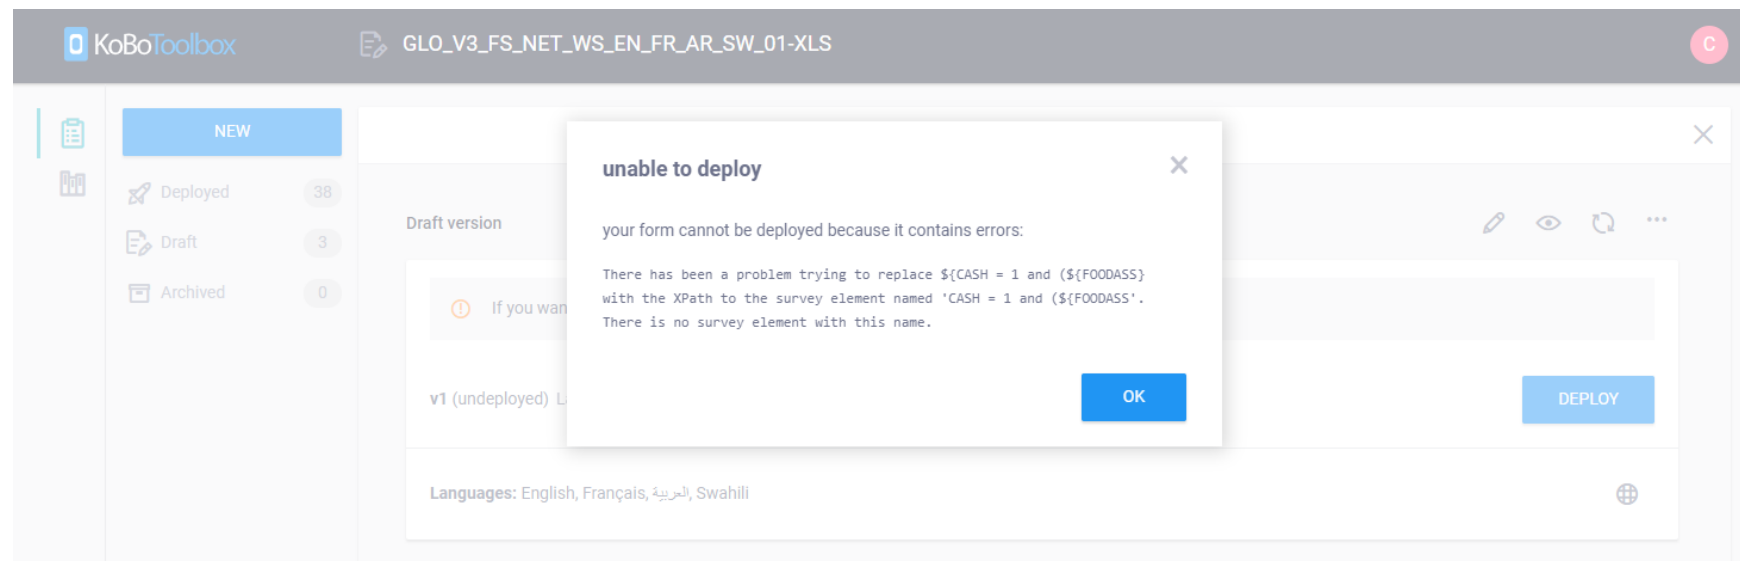 KoBoToolbox
GLO_V3_FS_NET_WS_EN_FR_AR_SW_01-XLS
C
NEW
Deployed 38
Draft 3
Archived 0
Draft version
If you wan
v1 (undeployed) L
DEPLOY
Languages: English, Français, العربية, Swahili
unable to deploy
your form cannot be deployed because it contains errors:
There has been a problem trying to replace ${CASH = 1 and (${FOODASS}
with the XPath to the survey element named 'CASH = 1 and (${FOODASS'.
There is no survey element with this name.
OK